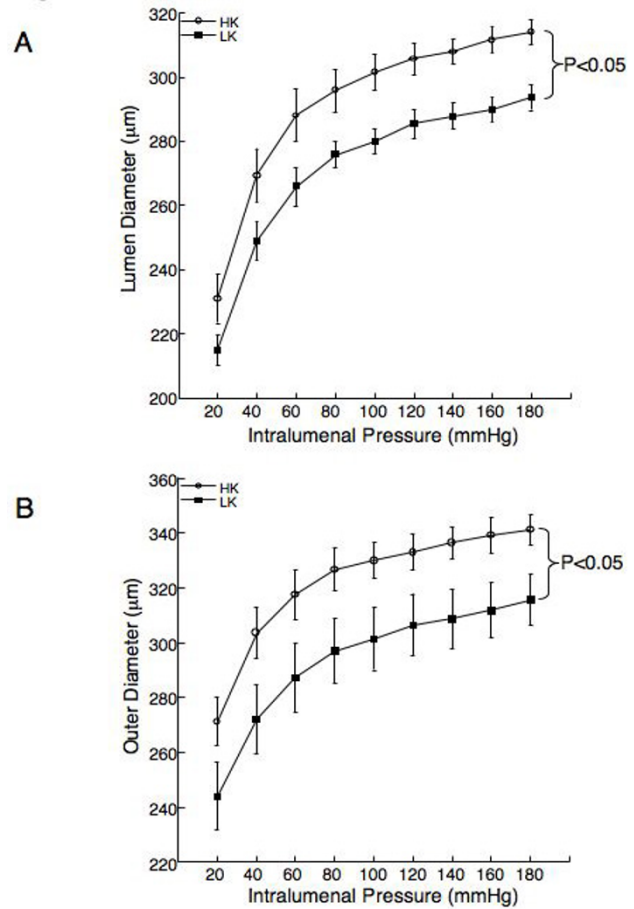 A
HK
LK
320
300
280
260
240
220
200
Lumen Diameter (µm)
P<0.05
20 40 60 80 100 120 140 160 180
Intralumenal Pressure (mmHg)
B
HK
LK
360
340
320
300
280
260
240
220
Outer Diameter (µm)
P<0.05
20 40 60 80 100 120 140 160 180
Intralumenal Pressure (mmHg)